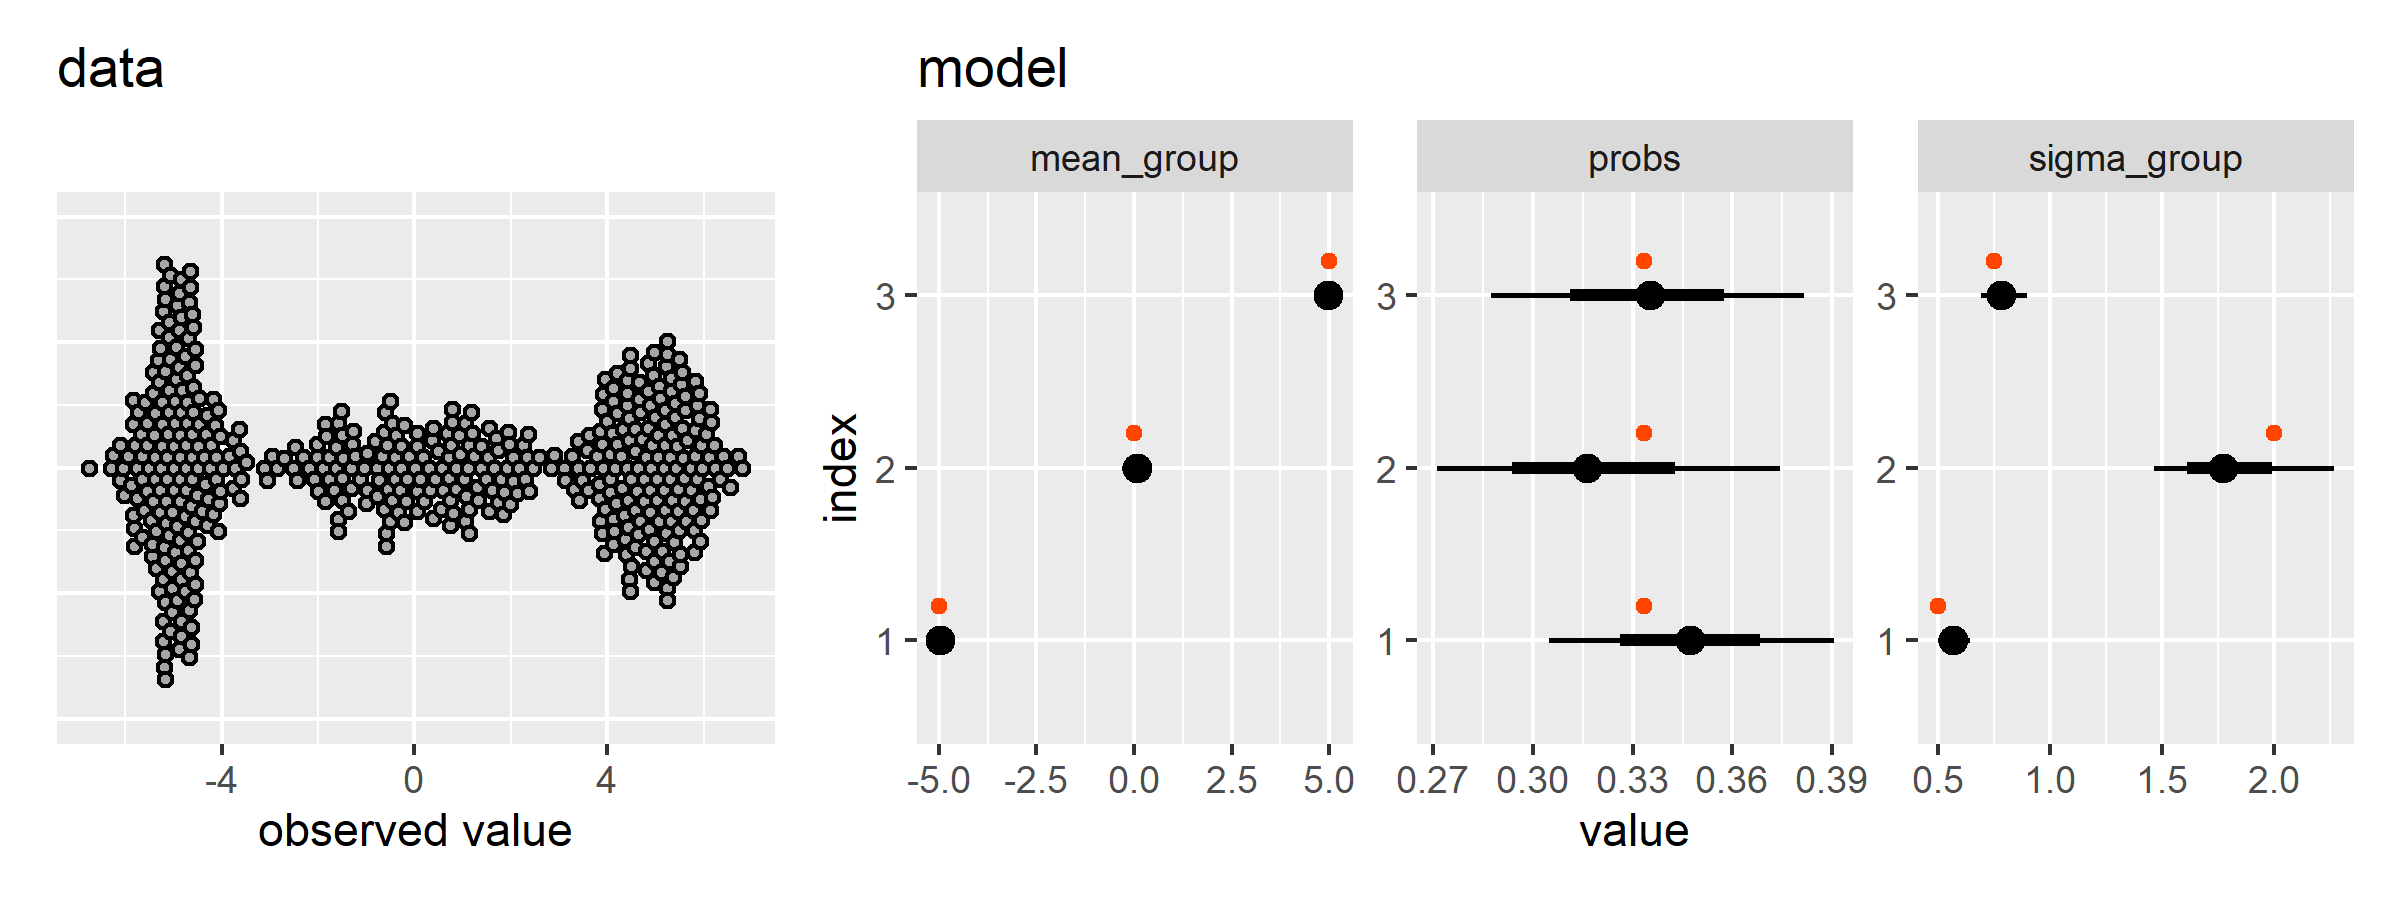 data
model
mean_group
probs
sigma_group
index
3
2
1
3
2
1
3
2
1
-4 0 4
-5.0 -2.5 0.0 2.5 5.0
0.27 0.30 0.33 0.36 0.39
0.5 1.0 1.5 2.0
observed value
value